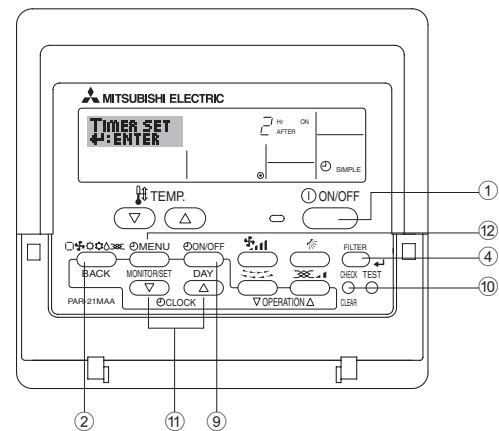 MITSUBISHI ELECTRIC
TIMER SET
↵:ENTER
2 Hr ON
AFTER
SIMPLE
TEMP.
ON/OFF
①
⑫
MENU
ON/OFF
FILTER
④
BACK
MONITOR/SET
DAY
CHECK TEST
⑩
PAR-21MAA
CLOCK
▽ OPERATION △
CLEAR
② ⑪ ⑨